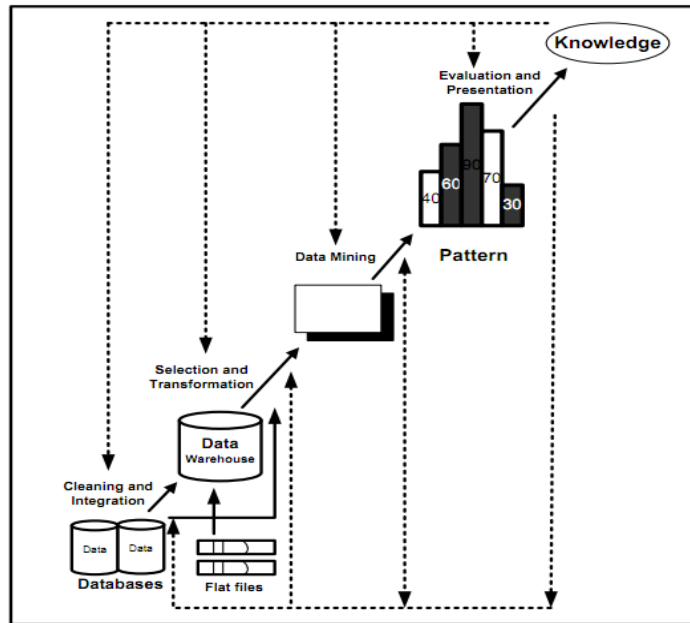 Knowledge
Evaluation and
Presentation
40
60
90
70
30
Pattern
Data Mining
Selection and
Transformation
Data
Warehouse
Cleaning and
Integration
Data
Data
Databases
Flat files